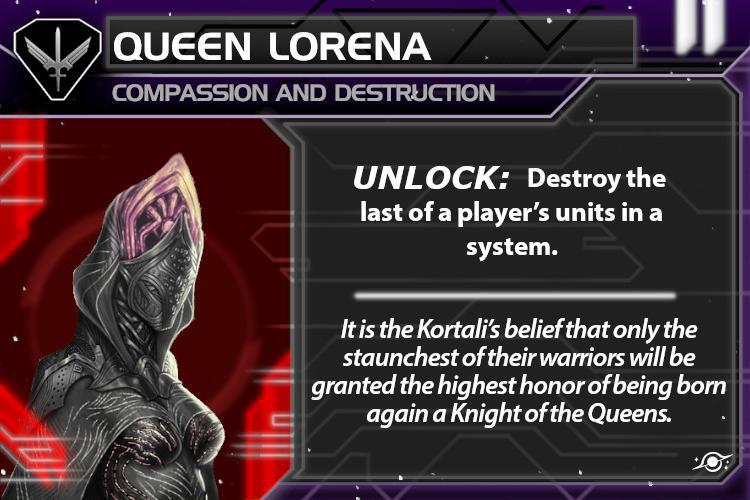 QUEEN LORENA
COMPASSION AND DESTRUCTION
UNLOCK: Destroy the
last of a player's units in a
system.
It is the Kortali's belief that only the
staunchest of their warriors will be
granted the highest honor of being born
again a Knight of the Queens.